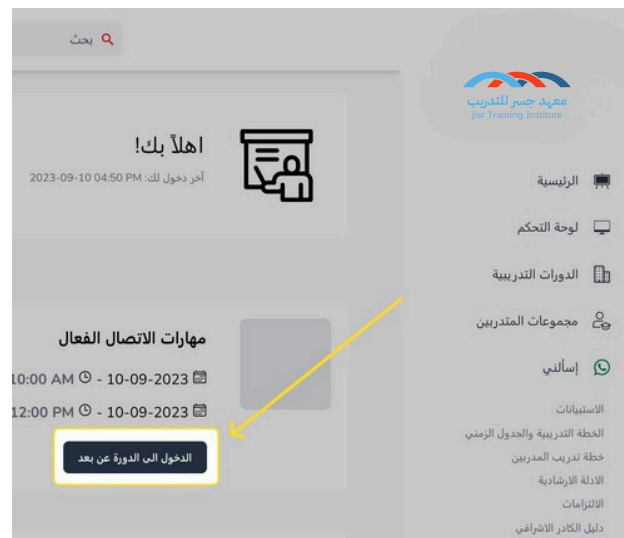 بحث
معهد جسر للتدريب
Jisr Training Institute
اهلاً بك!
آخر دخول لك: 2023-09-10 04:50 PM
الرئيسية
لوحة التحكم
الدورات التدريبية
مجموعات المتدربين
إسألني
الاستبيانات
الخطة التدريبية والجدول الزمني
خطة تدريب المدربين
الادلة الارشادية
الالتزامات
دليل الكادر الاشرافي
مهارات الاتصال الفعال
10-09-2023 - 10:00 AM
10-09-2023 - 12:00 PM
الدخول الى الدورة عن بعد